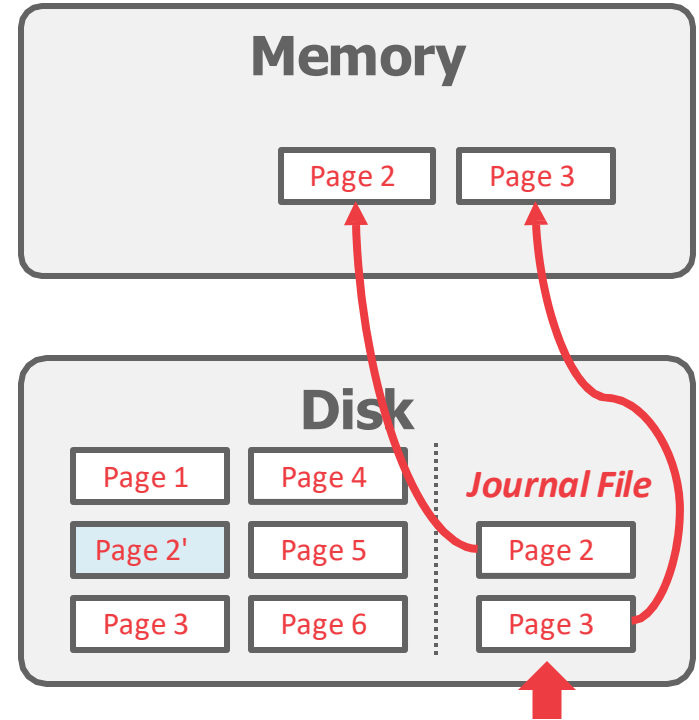 Memory
Page 2
Page 3
Disk
Page 1
Page 4
Journal File
Page 2'
Page 5
Page 2
Page 3
Page 6
Page 3